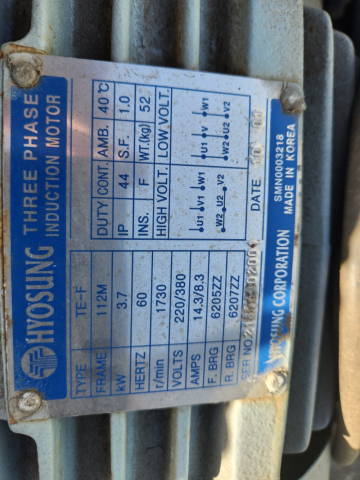 HYOSUNG THREE PHASE
INDUCTION MOTOR
TYPE TE-F DUTY CONT. AMB. 40°C
FRAME 112M IP 44 S.F. 1.0
kW 3.7 INS. F WT.(kg) 52
HERTZ 60 HIGH VOLT. LOW VOLT.
r/min 1730
VOLTS 220/380
AMPS 14.3/8.3
F. BRG 6205ZZ
R. BRG 6207ZZ
U1 V1 W1
W2 U2 V2
U1 V W1
W2 U2 V2
SER NO. DATE
HYOSUNG CORPORATION SMN0003218
MADE IN KOREA